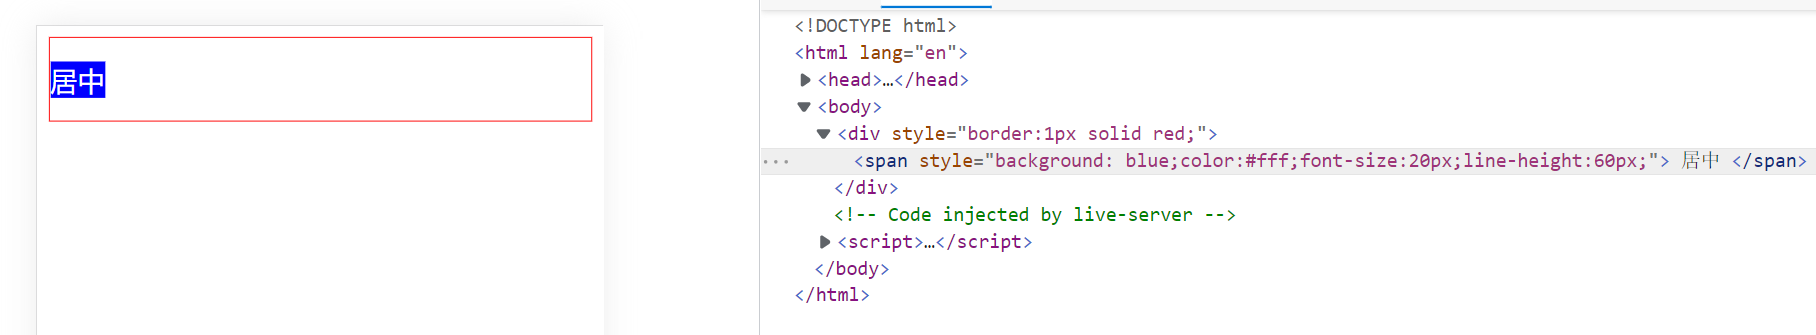 居中
<!DOCTYPE html>
<html lang="en">
<head>…</head>
<body>
<div style="border:1px solid red;">
<span style="background: blue;color:#fff;font-size:20px;line-height:60px;"> 居中 </span>
</div>
<!-- Code injected by live-server -->
<script>…</script>
</body>
</html>